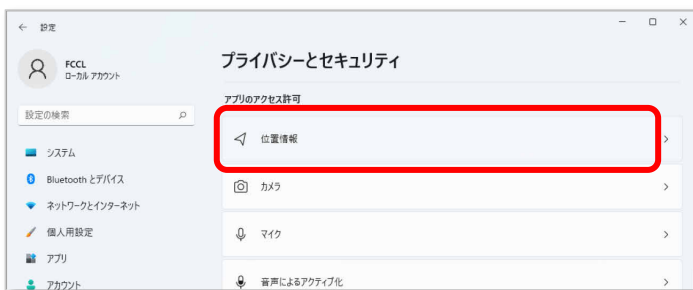 設定
FCCL
ローカル アカウント
設定の検索
システム
Bluetooth とデバイス
ネットワークとインターネット
個人用設定
アプリ
アカウント
プライバシーとセキュリティ
アプリのアクセス許可
位置情報
カメラ
マイク
音声によるアクティブ化